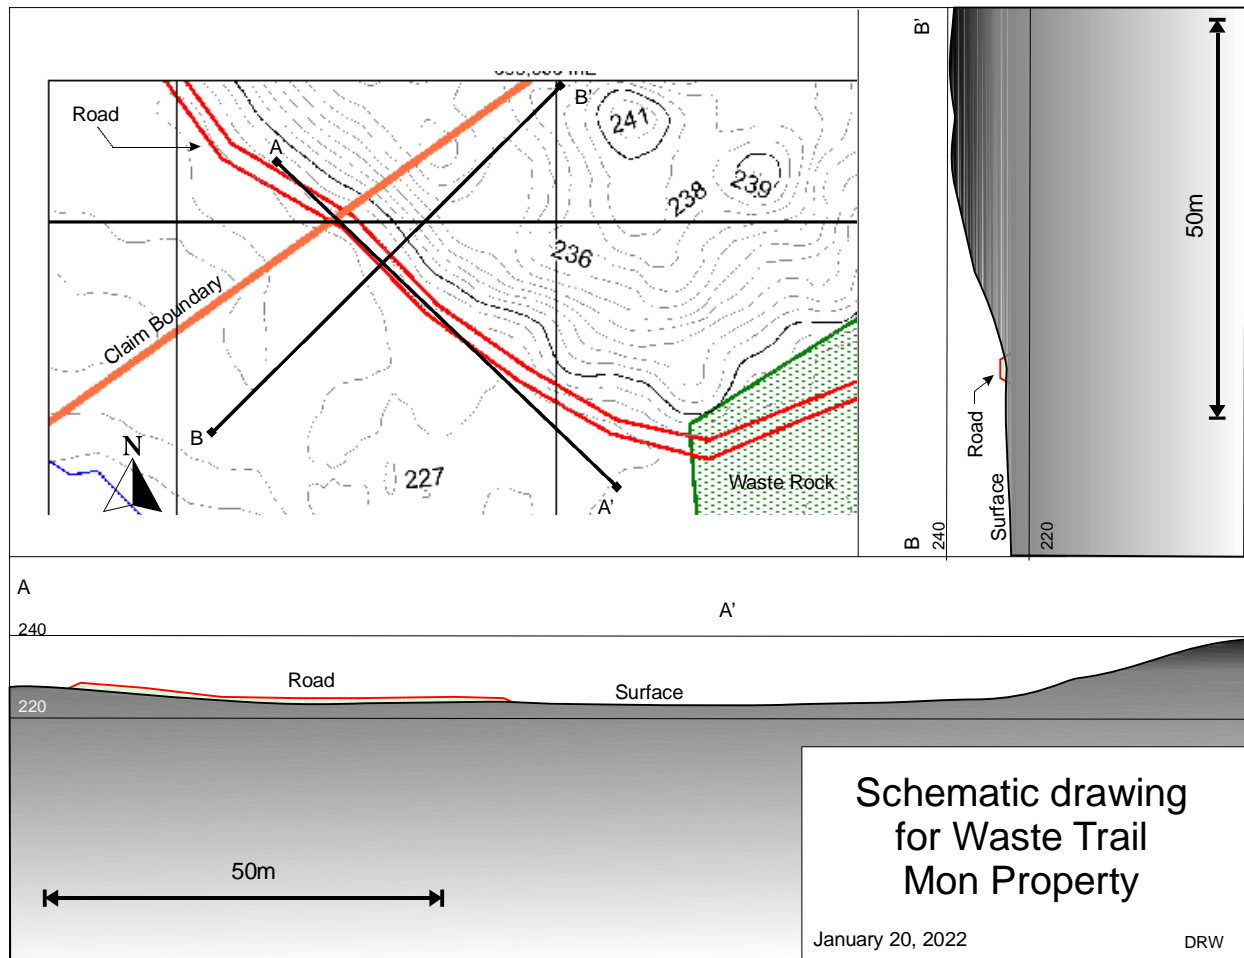 B'
Road
B'
241
A
239
238
50m
236
Claim Boundary
Road
B
N
227
Waste Rock
A'
Surface
B
240
220
A
A'
240
Road
Surface
220
Schematic drawing
for Waste Trail
Mon Property
50m
January 20, 2022
DRW